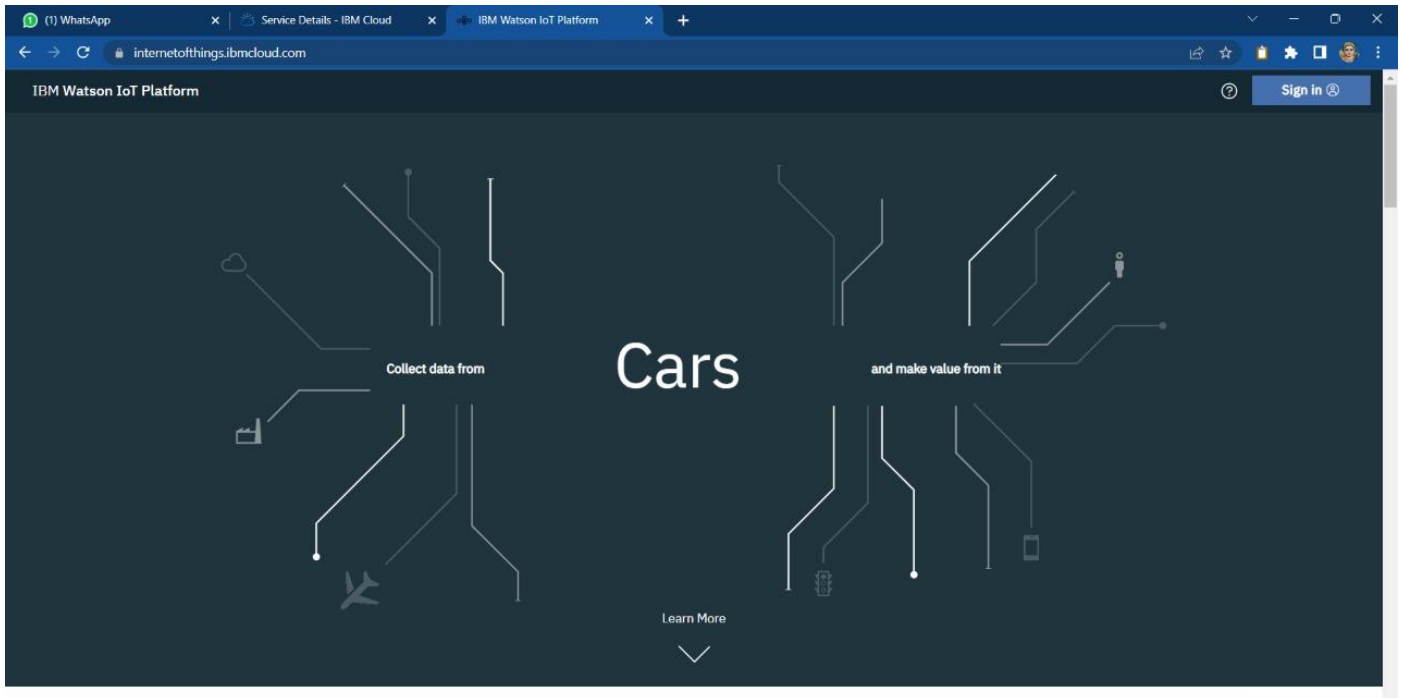 (1) WhatsApp
Service Details - IBM Cloud
IBM Watson IoT Platform
internetofthings.ibmcloud.com
IBM Watson IoT Platform
Sign in
Collect data from
Cars
and make value from it
Learn More